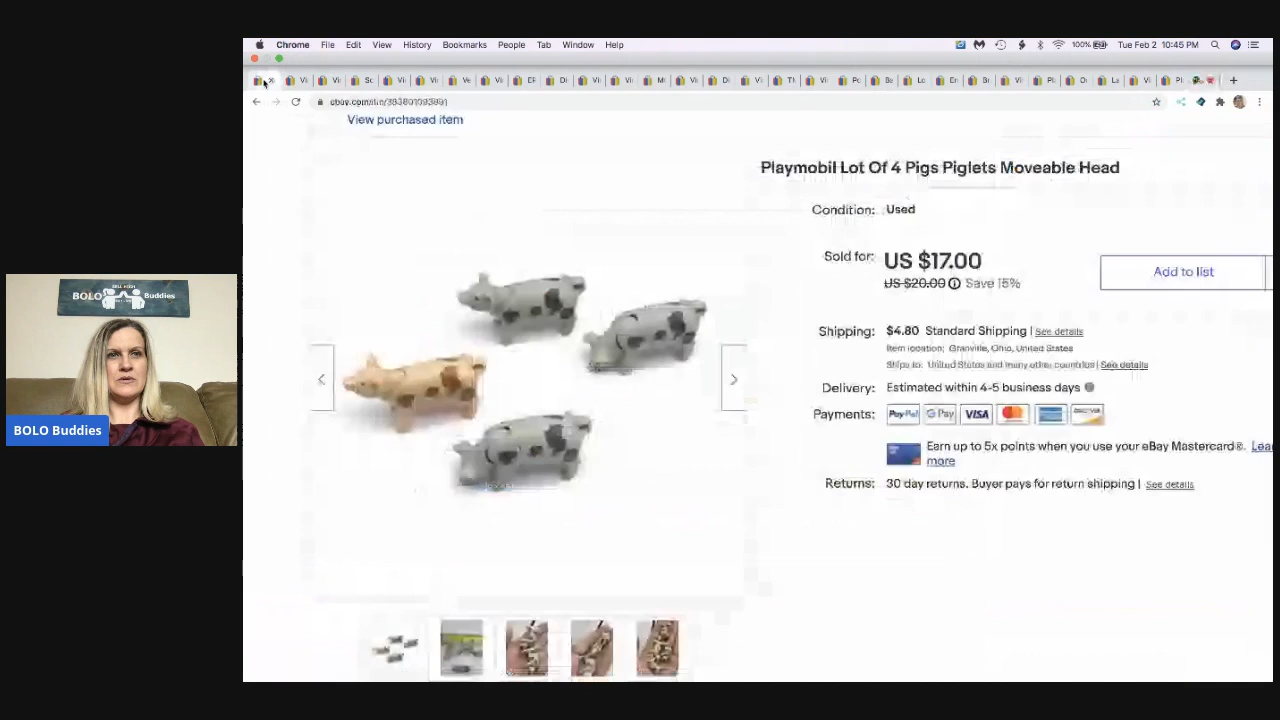 Chrome File Edit View History Bookmarks People Tab Window Help
100% Tue Feb 2 10:45 PM
View purchased item
Playmobil Lot Of 4 Pigs Piglets Moveable Head
Condition: Used
Sold for: US $17.00
US $20.00 Save 15%
Add to list
Shipping: $4.80 Standard Shipping | See details
Item location: Granville, Ohio, United States
Ships to: United States and many other countries | See details
Delivery: Estimated within 4-5 business days
Payments: PayPal G Pay VISA
Earn up to 5x points when you use your eBay Mastercard®. Lea
more
Returns: 30 day returns. Buyer pays for return shipping | See details
BOLO Buddies
BOLO Buddies